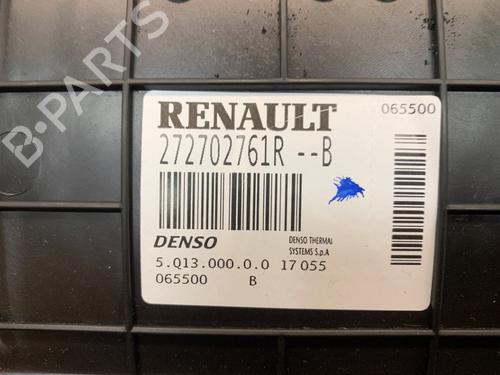 B-PARTS
RENAULT
065500
272702761R --B
DENSO
DENSO THERMAL
SYSTEMS S.p.A
5.Q13.000.0.0 17055
065500 B